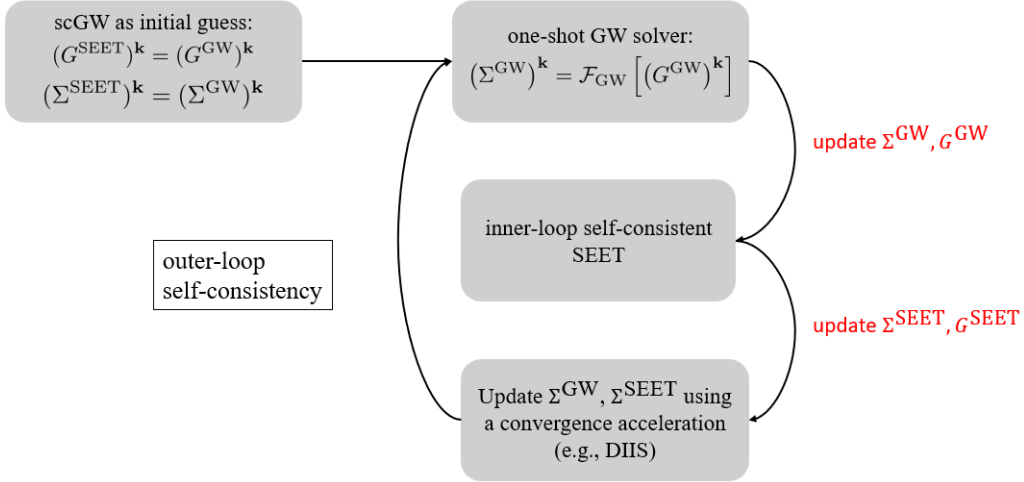 scGW as initial guess:
(G^SEET)^k = (G^GW)^k
(Σ^SEET)^k = (Σ^GW)^k
one-shot GW solver:
(Σ^GW)^k = ℱ_GW [(G^GW)^k]
update Σ^GW, G^GW
inner-loop self-consistent
SEET
outer-loop
self-consistency
update Σ^SEET, G^SEET
Update Σ^GW, Σ^SEET using
a convergence acceleration
(e.g., DIIS)